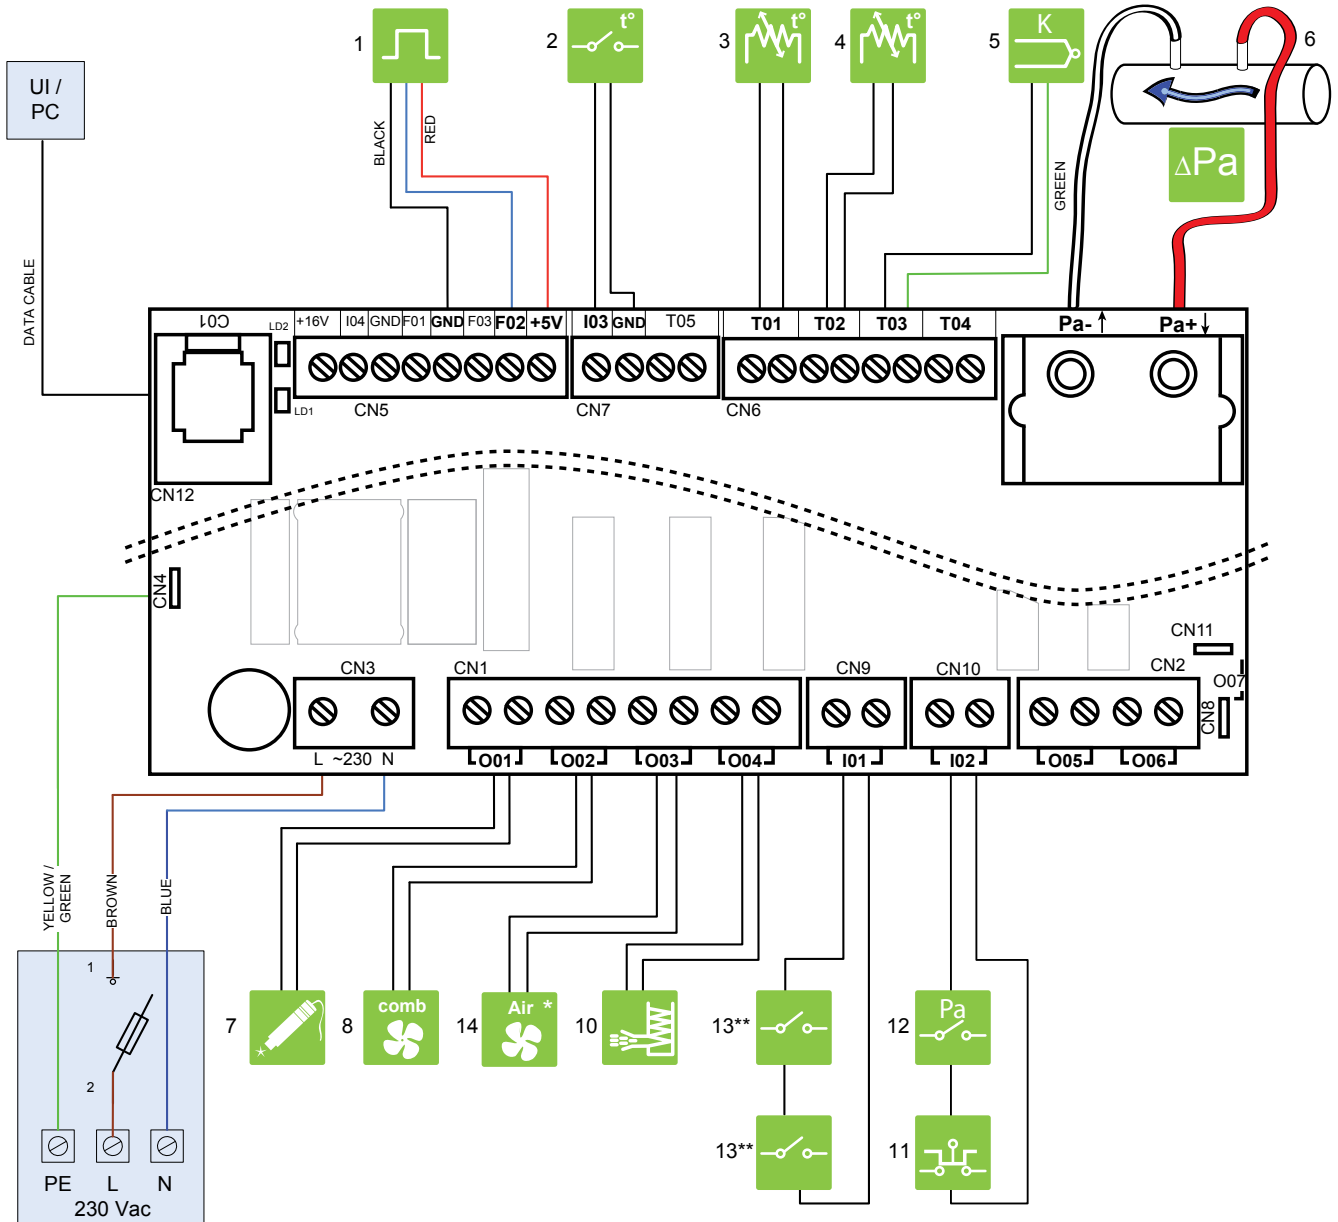 1
2
t°
3
t°
4
t°
5
K
6
UI /
PC
BLACK
RED
GREEN
ΔPa
DATA CABLE
C01
LD2
+16V
I04
GND
F01
GND
F03
F02
+5V
I03
GND
T05
T01
T02
T03
T04
Pa-
Pa+
LD1
CN5
CN7
CN6
CN12
CN4
CN11
CN3
CN1
CN9
CN10
CN2
O07
CN8
L ~230 N
O01
O02
O03
O04
I01
I02
O05
O06
YELLOW /
GREEN
BROWN
BLUE
1
2
PE
L
N
230 Vac
7
8
comb
14
Air *
10
13**
12
Pa
13**
11